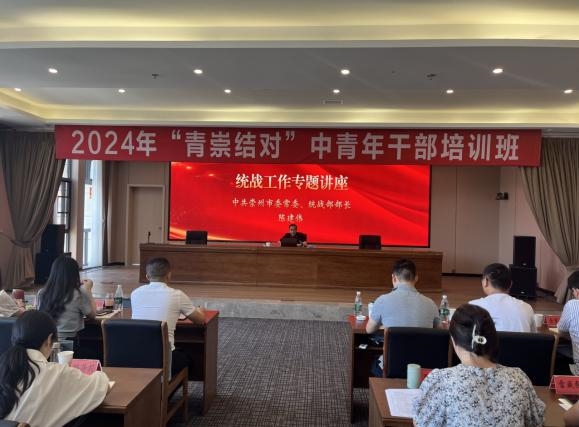 2024年“青崇结对”中青年干部培训班
统战工作专题讲座
中共崇州市委常委、统战部部长
陈建伟